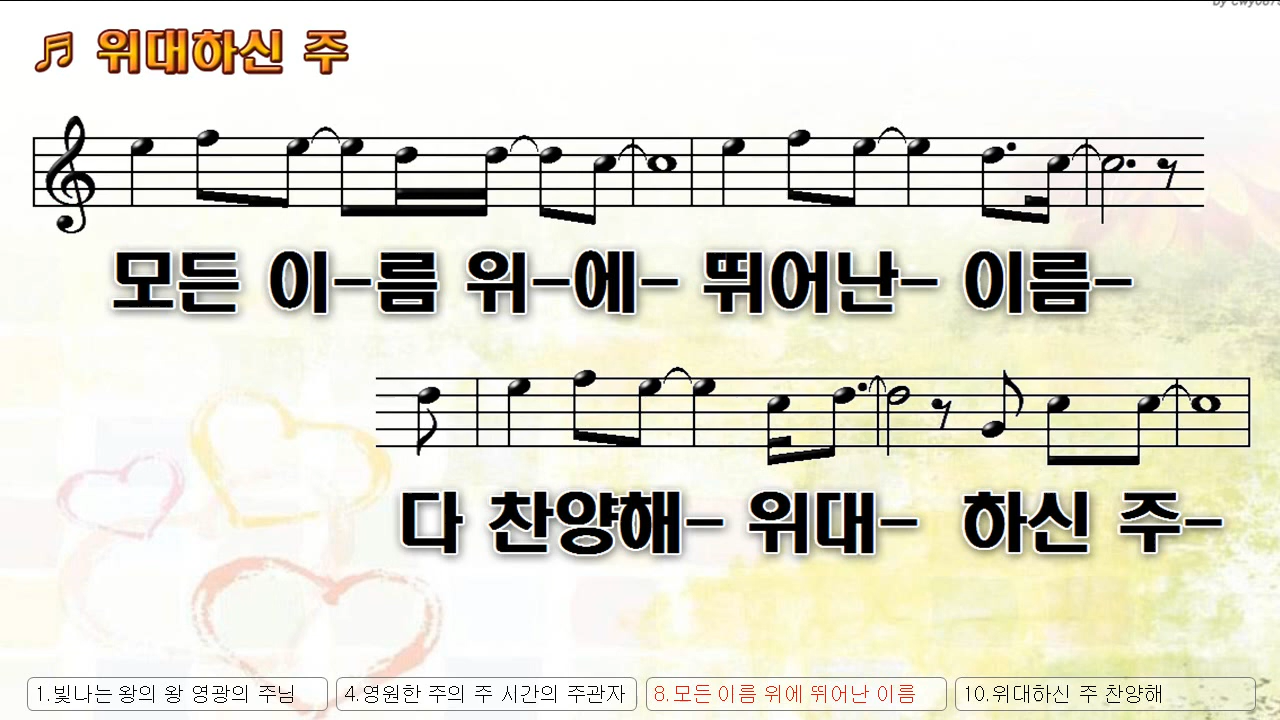 위대하신 주
모든 이-름 위-에- 뛰어난- 이름-
다 찬양해- 위대- 하신 주-
1.빛나는 왕의 왕 영광의 주님
4.영원한 주의 주 시간의 주관자
8.모든 이름 위에 뛰어난 이름
10.위대하신 주 찬양해